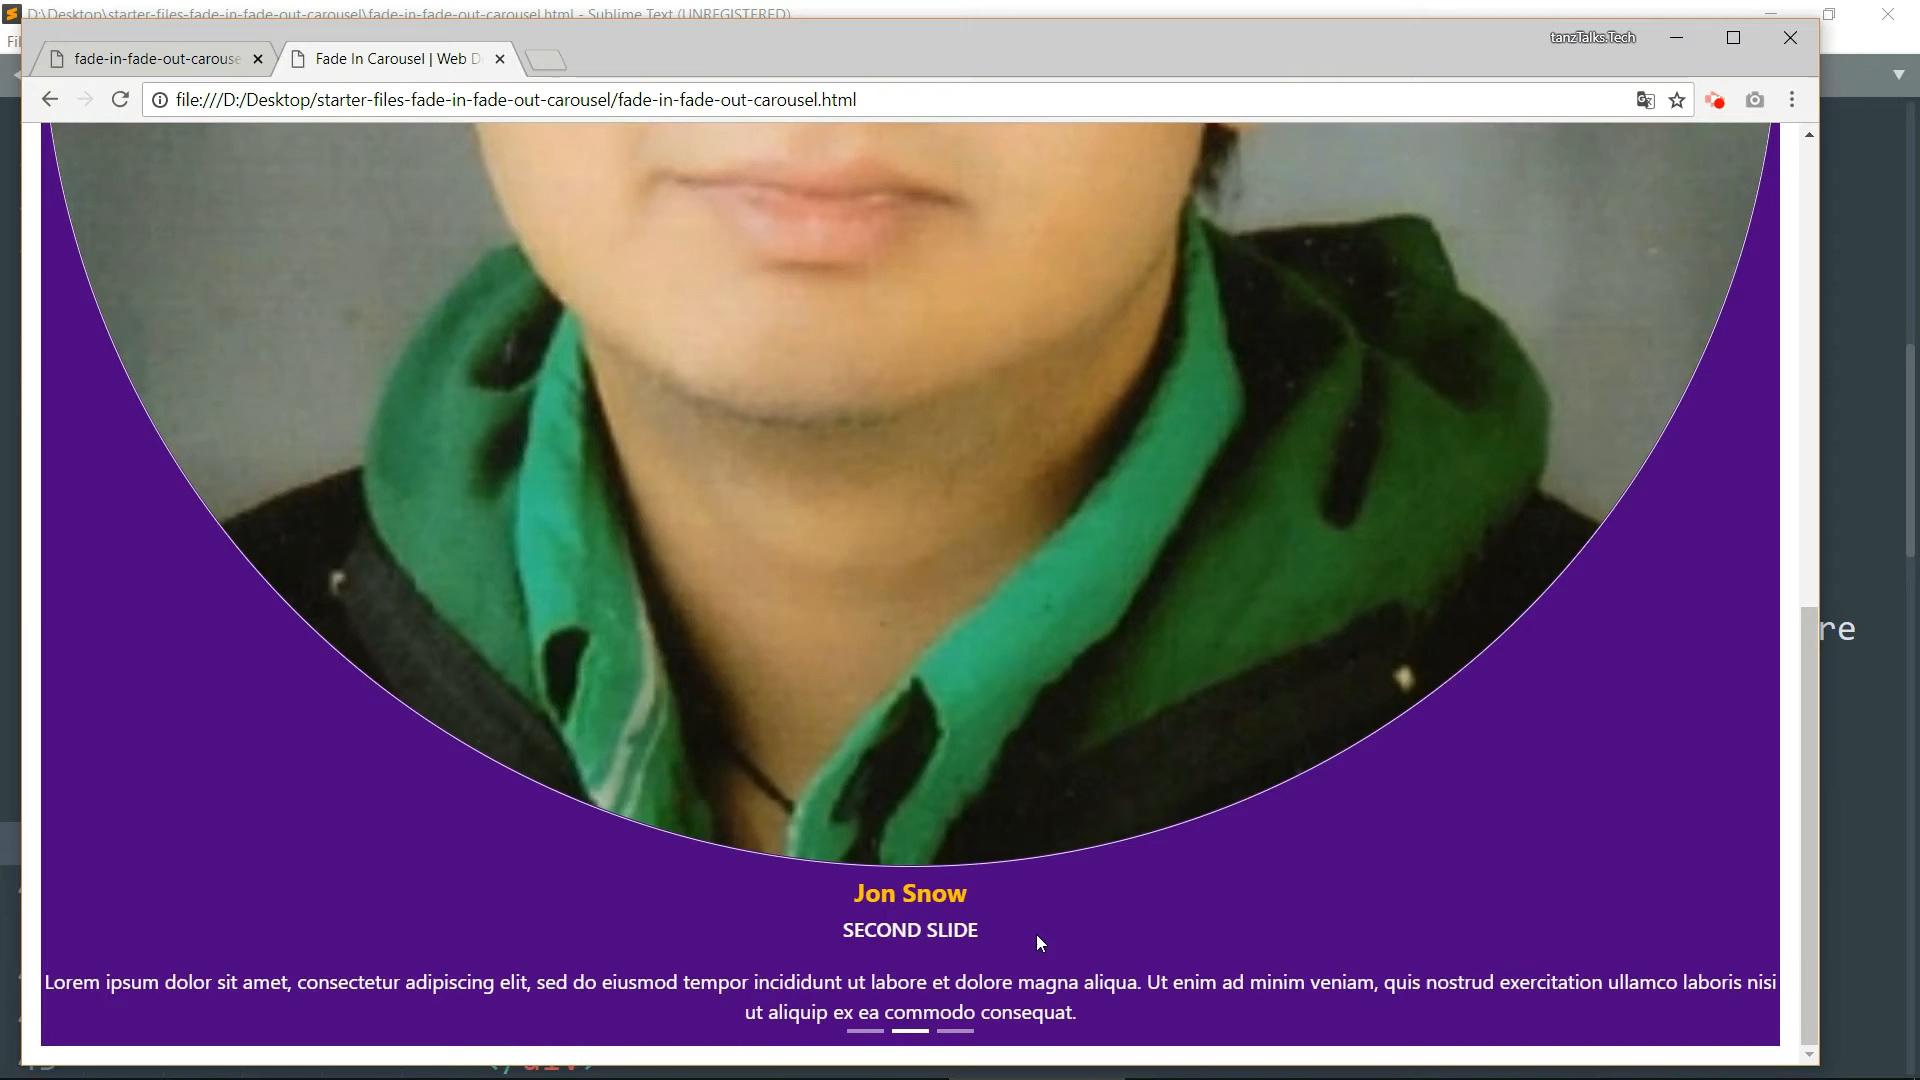 D:\Desktop\starter-files-fade-in-fade-out-carousel\fade-in-fade-out-carousel.html - Sublime Text (UNREGISTERED)
Fi
tanzTalks.Tech
fade-in-fade-out-carouse
Fade In Carousel | Web D
file:///D:/Desktop/starter-files-fade-in-fade-out-carousel/fade-in-fade-out-carousel.html
re
Jon Snow
SECOND SLIDE
Lorem ipsum dolor sit amet, consectetur adipiscing elit, sed do eiusmod tempor incididunt ut labore et dolore magna aliqua. Ut enim ad minim veniam, quis nostrud exercitation ullamco laboris nisi
ut aliquip ex ea commodo consequat.
</div>